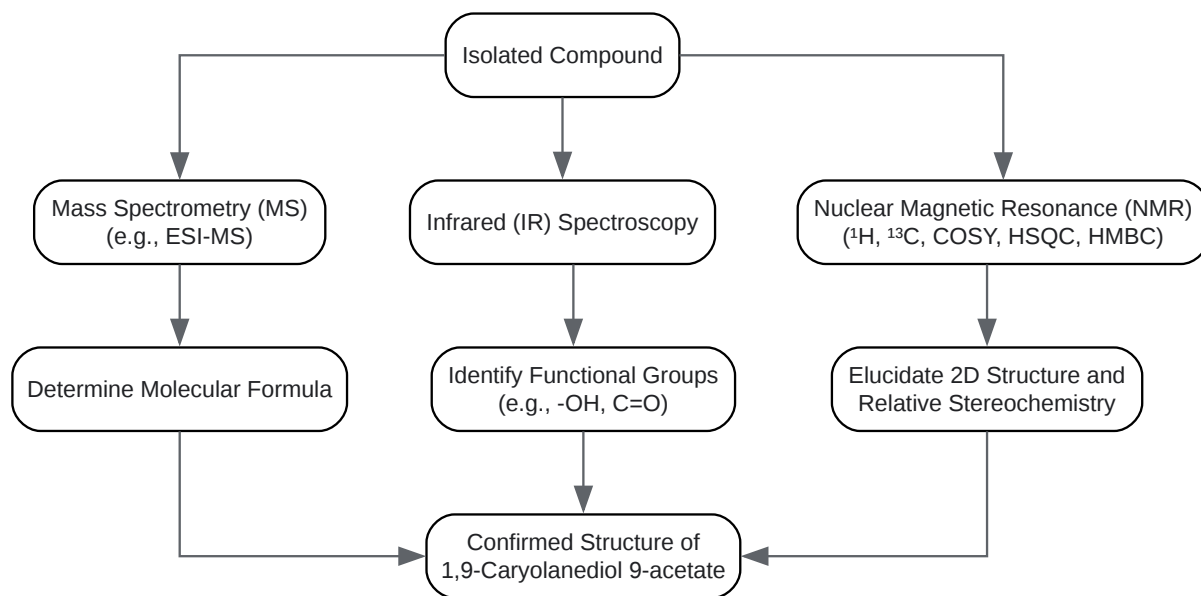 Isolated Compound
Mass Spectrometry (MS)
(e.g., ESI-MS)
Infrared (IR) Spectroscopy
Nuclear Magnetic Resonance (NMR)
(¹H, ¹³C, COSY, HSQC, HMBC)
Determine Molecular Formula
Identify Functional Groups
(e.g., -OH, C=O)
Elucidate 2D Structure and
Relative Stereochemistry
Confirmed Structure of
1,9-Caryolanediol 9-acetate